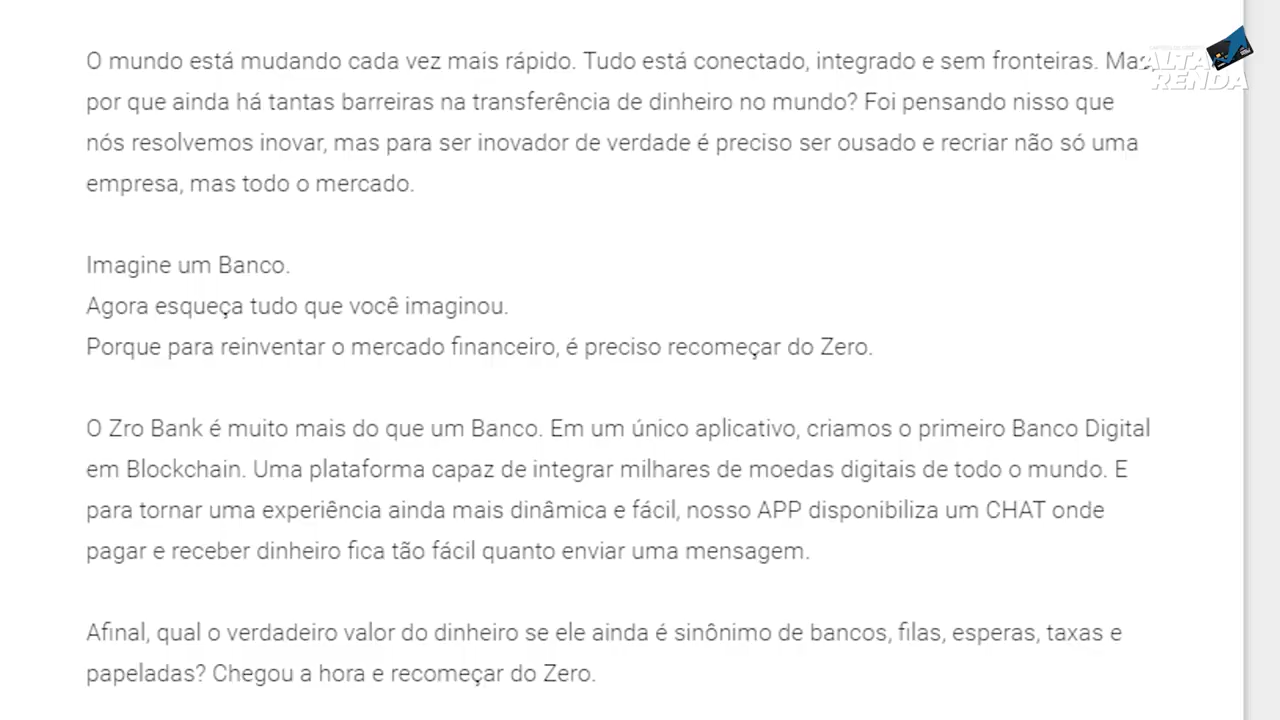 O mundo está mudando cada vez mais rápido. Tudo está conectado, integrado e sem fronteiras. Mas
por que ainda há tantas barreiras na transferência de dinheiro no mundo? Foi pensando nisso que
nós resolvemos inovar, mas para ser inovador de verdade é preciso ser ousado e recriar não só uma
empresa, mas todo o mercado.
Imagine um Banco.
Agora esqueça tudo que você imaginou.
Porque para reinventar o mercado financeiro, é preciso recomeçar do Zero.
O Zro Bank é muito mais do que um Banco. Em um único aplicativo, criamos o primeiro Banco Digital
em Blockchain. Uma plataforma capaz de integrar milhares de moedas digitais de todo o mundo. E
para tornar uma experiência ainda mais dinâmica e fácil, nosso APP disponibiliza um CHAT onde
pagar e receber dinheiro fica tão fácil quanto enviar uma mensagem.
Afinal, qual o verdadeiro valor do dinheiro se ele ainda é sinônimo de bancos, filas, esperas, taxas e
papeladas? Chegou a hora e recomeçar do Zero.
ALTA
RENDA